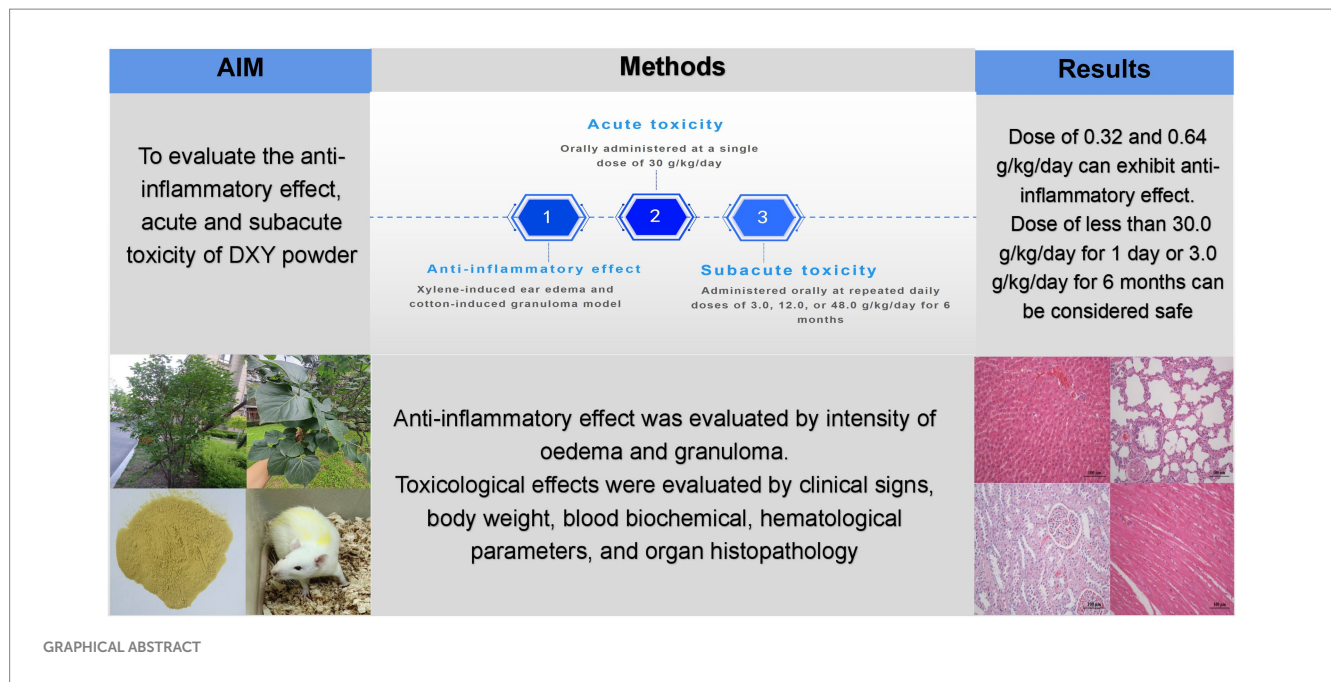 AIM
To evaluate the anti-
inflammatory effect,
acute and subacute
toxicity of DXY powder
Methods
Acute toxicity
Orally administered at a single
dose of 30 g/kg/day
1
2
3
Anti-inflammatory effect
Xylene-induced ear edema and
cotton-induced granuloma model
Subacute toxicity
Administered orally at repeated daily
doses of 3.0, 12.0, or 48.0 g/kg/day for 6
months
Results
Dose of 0.32 and 0.64
g/kg/day can exhibit anti-
inflammatory effect.
Dose of less than 30.0
g/kg/day for 1 day or 3.0
g/kg/day for 6 months can
be considered safe
Anti-inflammatory effect was evaluated by intensity of
oedema and granuloma.
Toxicological effects were evaluated by clinical signs,
body weight, blood biochemical, hematological
parameters, and organ histopathology
GRAPHICAL ABSTRACT